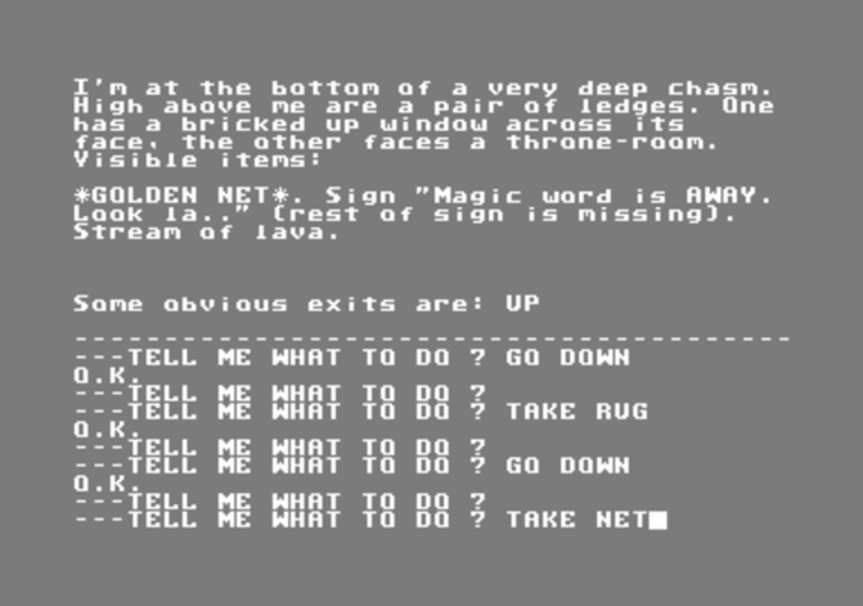 I'm at the bottom of a very deep chasm.
High above me are a pair of ledges. One
has a bricked up window across its
face, the other faces a throne-room.
Visible items:
*GOLDEN NET*. Sign "Magic word is AWAY.
Look la.." (rest of sign is missing).
Stream of lava.
Some obvious exits are: UP
----------------------------------------
---TELL ME WHAT TO DO ? GO DOWN
O.K.
---TELL ME WHAT TO DO ?
---TELL ME WHAT TO DO ? TAKE RUG
O.K.
---TELL ME WHAT TO DO ?
---TELL ME WHAT TO DO ? GO DOWN
O.K.
---TELL ME WHAT TO DO ?
---TELL ME WHAT TO DO ? TAKE NET